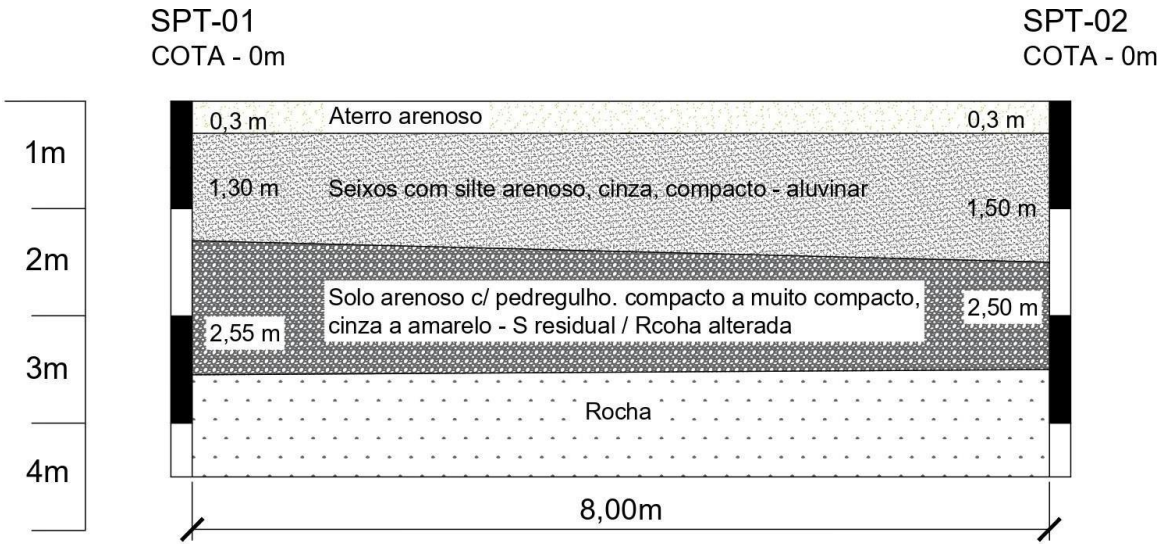 SPT-01
COTA - 0m
SPT-02
COTA - 0m
1m
2m
3m
4m
0,3 m
Aterro arenoso
0,3 m
1,30 m
Seixos com silte arenoso, cinza, compacto - aluvinar
1,50 m
Solo arenoso c/ pedregulho. compacto a muito compacto,
cinza a amarelo - S residual / Rcoha alterada
2,50 m
2,55 m
Rocha
8,00m